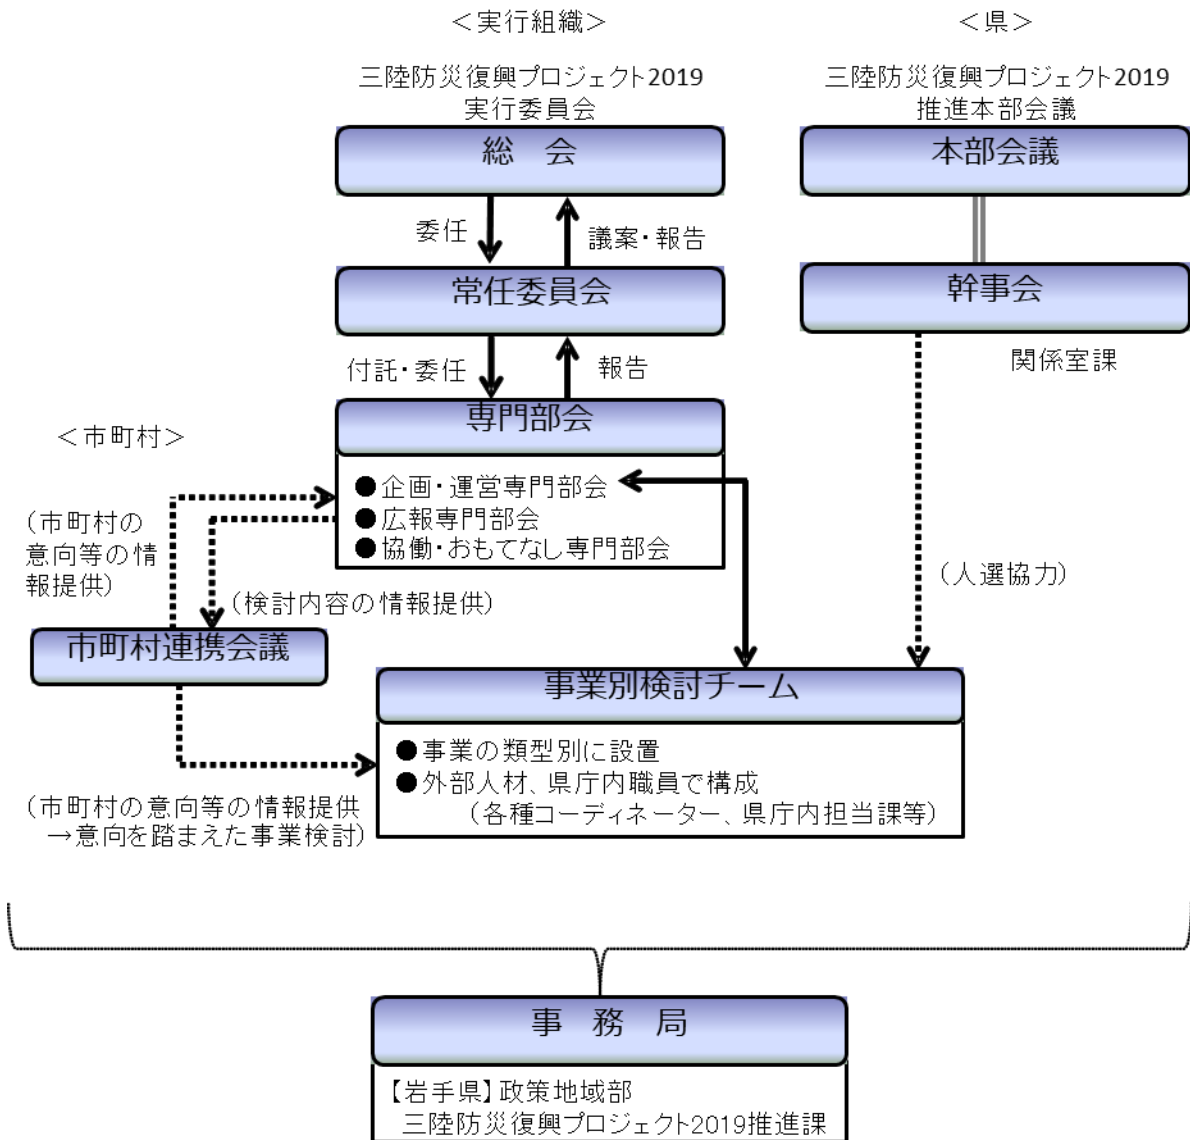 ＜実行組織＞
三陸防災復興プロジェクト2019
実行委員会
総　会
委任
議案・報告
常任委員会
付託・委任
報告
専門部会
●企画・運営専門部会
●広報専門部会
●協働・おもてなし専門部会
＜県＞
三陸防災復興プロジェクト2019
推進本部会議
本部会議
幹事会
関係室課
（人選協力）
＜市町村＞
（市町村の
意向等の情
報提供）
（検討内容の情報提供）
市町村連携会議
（市町村の意向等の情報提供
→意向を踏まえた事業検討）
事業別検討チーム
●事業の類型別に設置
●外部人材、県庁内職員で構成
（各種コーディネーター、県庁内担当課等）
事　務　局
【岩手県】政策地域部
三陸防災復興プロジェクト2019推進課